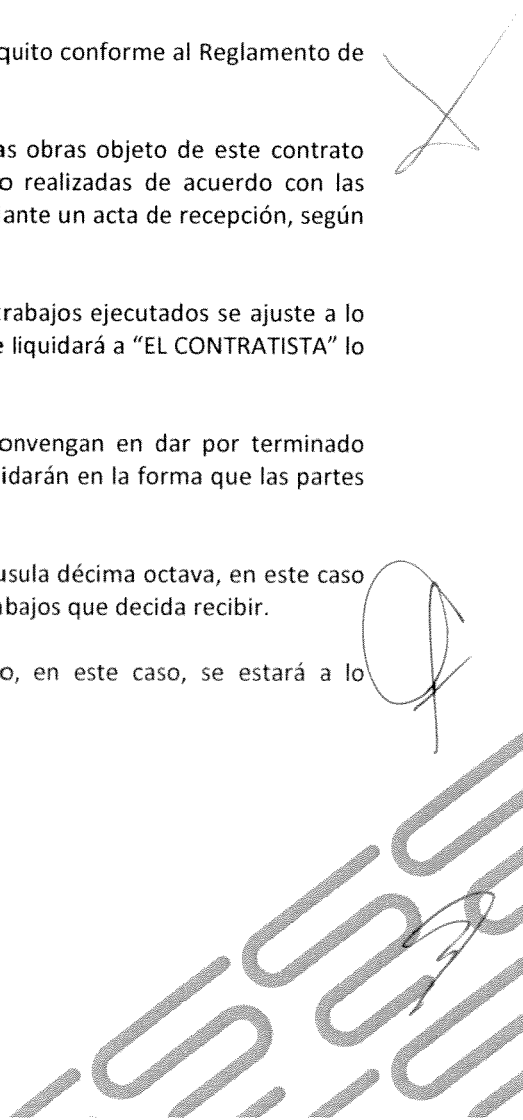 quito conforme al Reglamento de
as obras objeto de este contrato
o realizadas de acuerdo con las
ante un acta de recepción, según
trabajos ejecutados se ajuste a lo
e liquidará a “EL CONTRATISTA” lo
onvengan en dar por terminado
idarán en la forma que las partes
usula décima octava, en este caso
abajos que decida recibir.
o, en este caso, se estará a lo